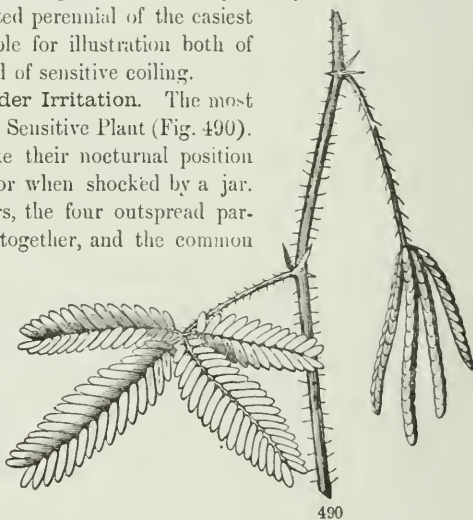 ted perennial of the easiest
ble for illustration both of
d of sensitive coiling.
der Irritation. The most
Sensitive Plant (Fig. 490).
te their nocturnal position
or when shocked by a jar.
rs, the four outspread par-
together, and the common
490